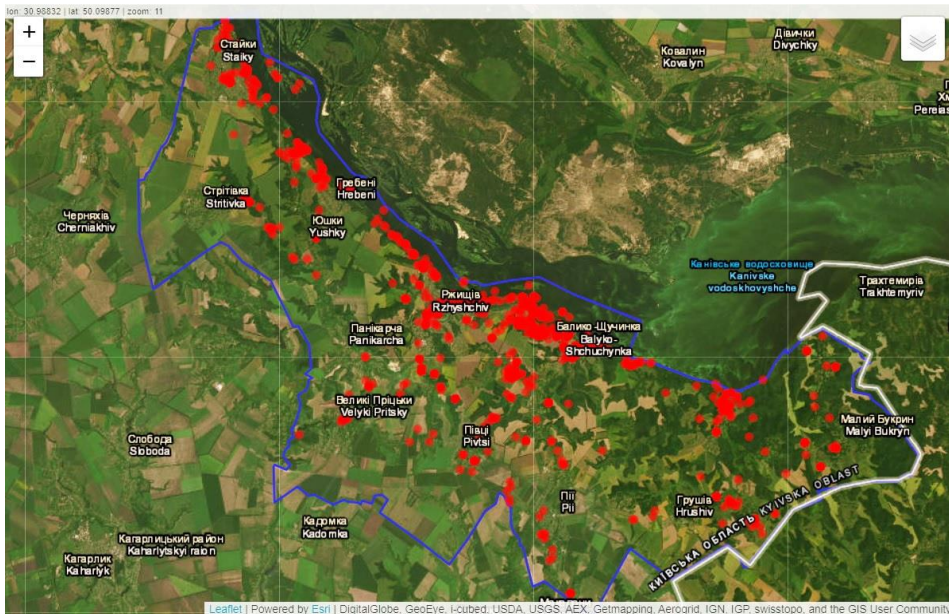 lon: 30.98832 | lat: 50.09877 | zoom: 11
+
−
Стайки
Staiky
Ковалин
Kovalyn
Дівички
Divychky
Pereias
Стрітівка
Stritivka
Гребені
Hrebeni
Черняхів
Cherniakhiv
Юшки
Yushky
Канівське водосховище
Kanivske
vodoskhovyshche
Трахтемирів
Trakhtemyriv
Ржищів
Rzhyshchiv
Панікарча
Panikarcha
Балико-Щучинка
Balyko-
Shchuchynka
Великі Пріцьки
Velyki Pritsky
Малий Букрин
Malyi Bukryn
Слобода
Sloboda
Півці
Pivtsi
Пії
Pii
Грушів
Hrushiv
КИЇВСЬКА ОБЛАСТЬ KYIVSKA OBLAST
Кадомка
Kadomka
Кагарлицький район
Kaharlytskyi raion
Кагарлик
Kaharlyk
Leaflet | Powered by Esri | DigitalGlobe, GeoEye, i-cubed, USDA, USGS, AEX, Getmapping, Aerogrid, IGN, IGP, swisstopo, and the GIS User Community